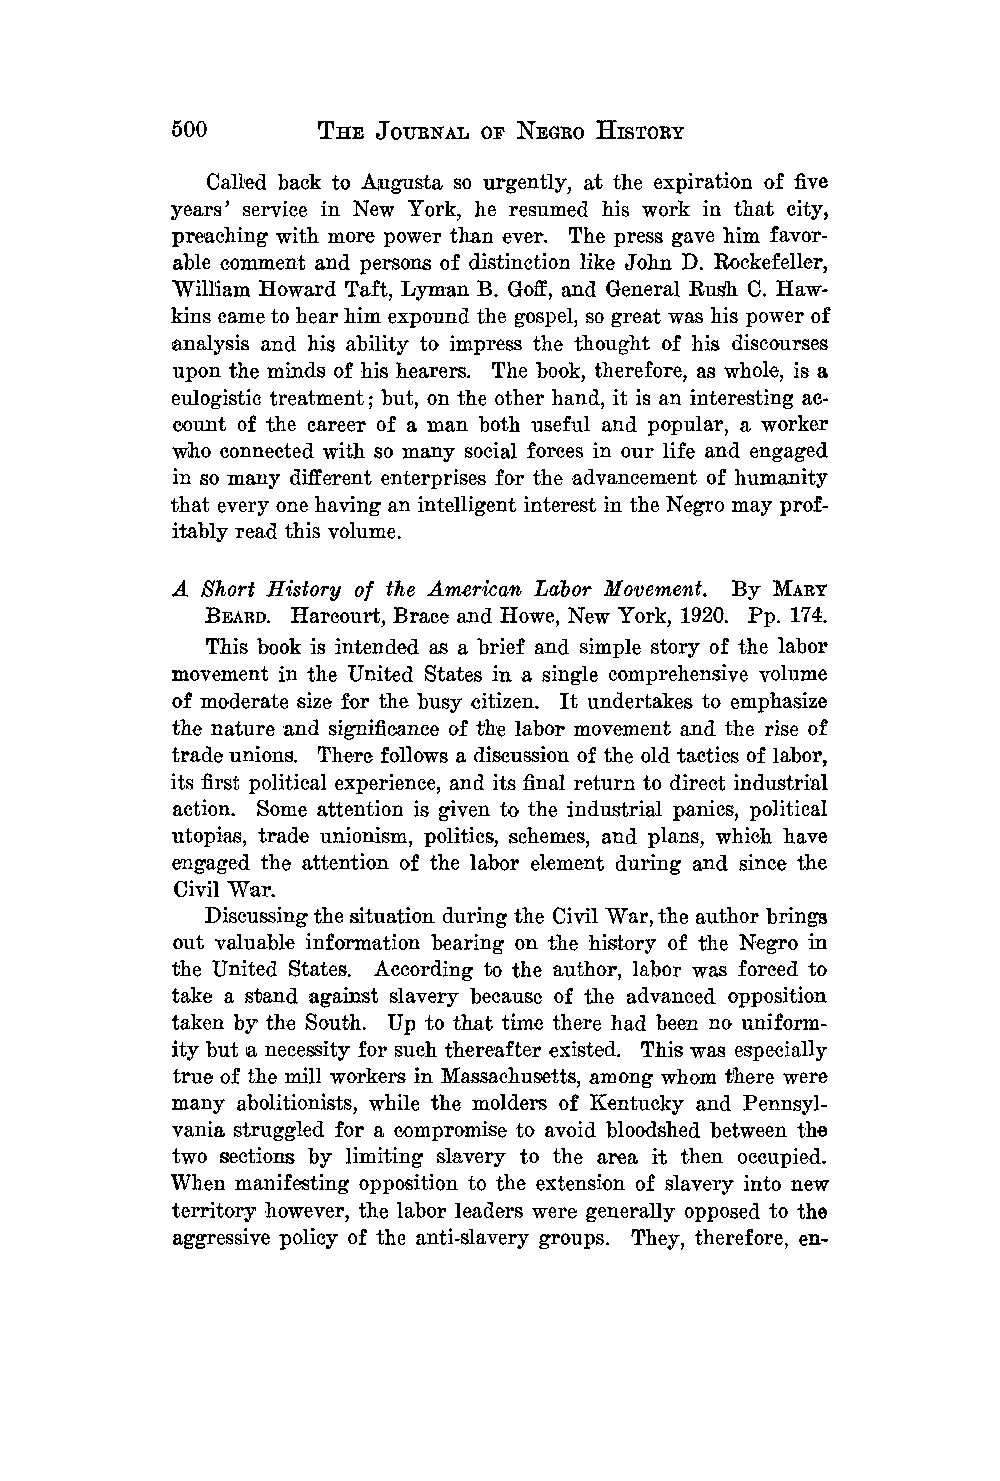 500 THE JOURNAL OF NEGRO HISTORY
Called back to Augusta so urgently, at the expiration of five
years' service in New York, he resumed his work in that city,
preaching with more power than ever. The press gave him favor-
able comment and persons of distinction like John D. Rockefeller,
William Howard Taft, Lyman B. Goff, and General Rush C. Haw-
kins came to hear him expound the gospel, so great was his power of
analysis and his ability to impress the thought of his discourses
upon the minds of his hearers. The book, therefore, as whole, is a
eulogistic treatment; but, on the other hand, it is an interesting ac-
count of the career of a man both useful and popular, a worker
who connected with so many social forces in our life and engaged
in so many different enterprises for the advancement of humanity
that every one having an intelligent interest in the Negro may prof-
itably read this volume.
A Short History of the American Labor Movement. By MARY
BEARD. Harcourt, Brace and Howe, New York, 1920. Pp. 174.
This book is intended as a brief and simple story of the labor
movement in the United States in a single comprehensive volume
of moderate size for the busy citizen. It undertakes to emphasize
the nature and significance of the labor movement and the rise of
trade unions. There follows a discussion of the old tactics of labor,
its first political experience, and its final return to direct industrial
action. Some attention is given to the industrial panics, political
utopias, trade unionism, politics, schemes, and plans, which have
engaged the attention of the labor element during and since the
Civil War.
Discussing the situation during the Civil War, the author brings
out valuable information bearing on the history of the Negro in
the United States. According to the author, labor was forced to
take a stand against slavery because of the advanced opposition
taken by the South. Up to that time there had been no uniform-
ity but a necessity for such thereafter existed. This was especially
true of the mill workers in Massachusetts, among whom there were
many abolitionists, while the molders of Kentucky and Pennsyl-
vania struggled for a compromise to avoid bloodshed between the
two sections by limiting slavery to the area it then occupied.
When manifesting opposition to the extension of slavery into new
territory however, the labor leaders were generally opposed to the
aggressive policy of the anti-slavery groups. They, therefore, en-